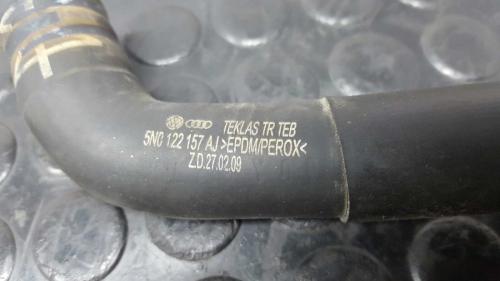 TEKLAS TR TEB
5N0 122 157 AJ >EPDM/PEROX<
Z.D.27.02.09